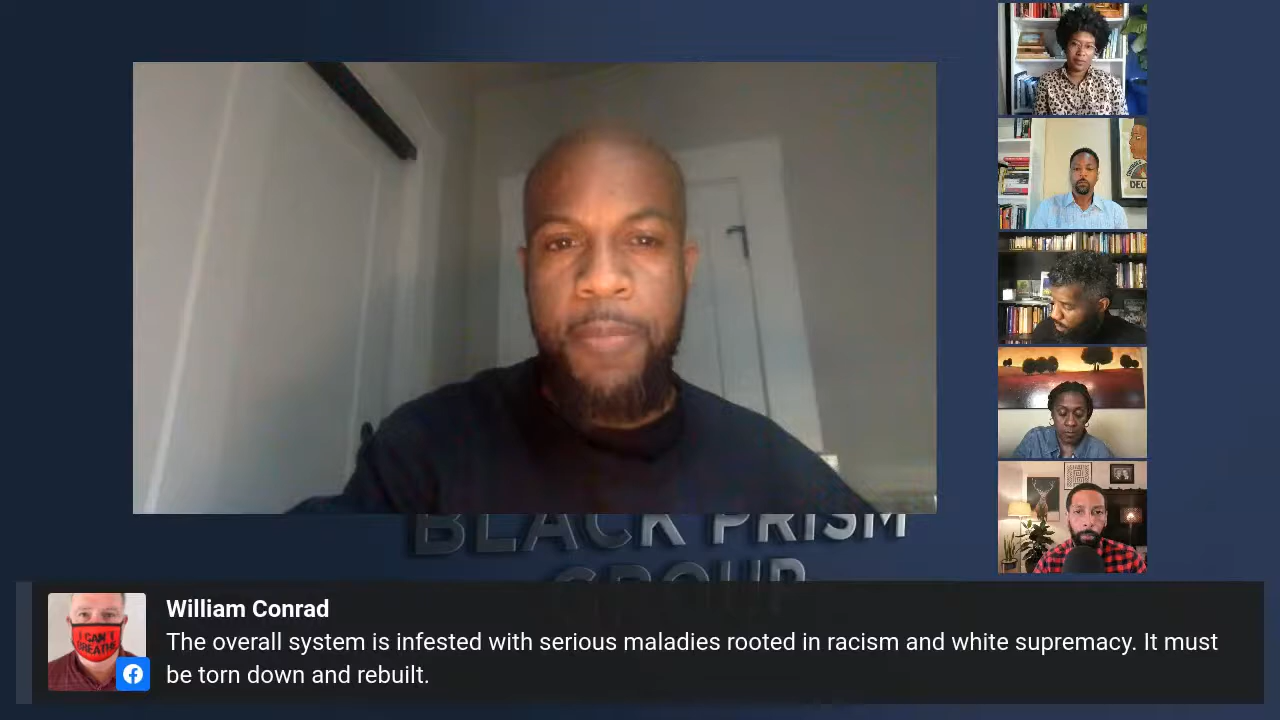 DEC
BLACK PRISM
GROUP
William Conrad
The overall system is infested with serious maladies rooted in racism and white supremacy. It must
be torn down and rebuilt.
I CAN'T
BREATHE